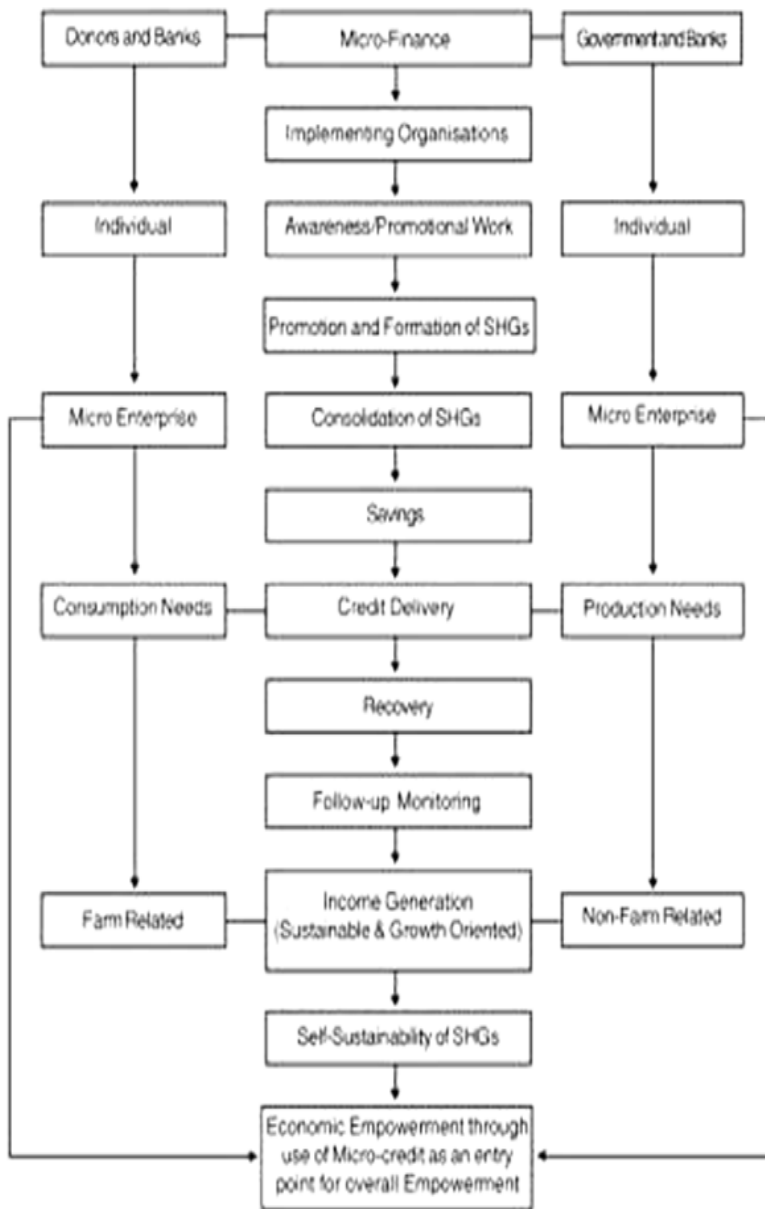 Donors and Banks
Micro-Finance
Government and Banks
Implementing Organisations
Individual
Awareness/Promotional Work
Individual
Promotion and Formation of SHGs
Micro Enterprise
Consolidation of SHGs
Micro Enterprise
Savings
Consumption Needs
Credit Delivery
Production Needs
Recovery
Follow-up Monitoring
Farm Related
Income Generation
(Sustainable & Growth Oriented)
Non-Farm Related
Self-Sustainability of SHGs
Economic Empowerment through
use of Micro-credit as an entry
point for overall Empowerment